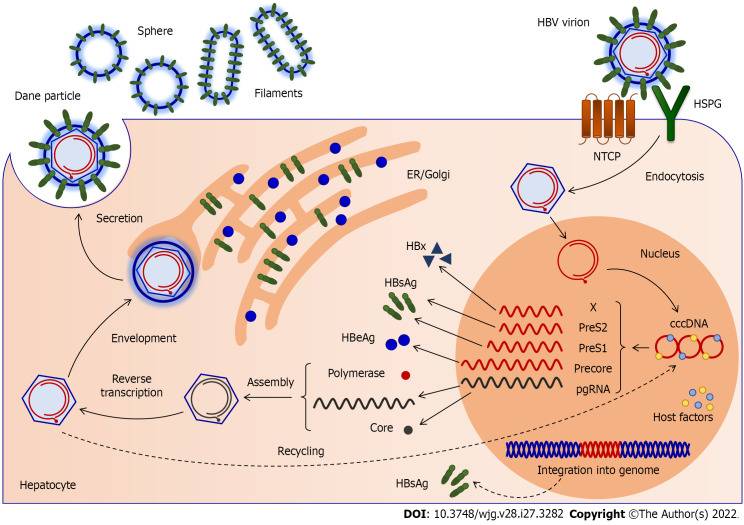 Sphere
HBV virion
Filaments
Dane particle
HSPG
NTCP
ER/Golgi
Endocytosis
Secretion
HBx
Nucleus
HBsAg
X
cccDNA
PreS2
HBeAg
PreS1
Envelopment
Precore
Polymerase
pgRNA
Reverse
transcription
Assembly
Host factors
Core
Recycling
Integration into genome
Hepatocyte
HBsAg
DOI: 10.3748/wjg.v28.i27.3282 Copyright ©The Author(s) 2022.